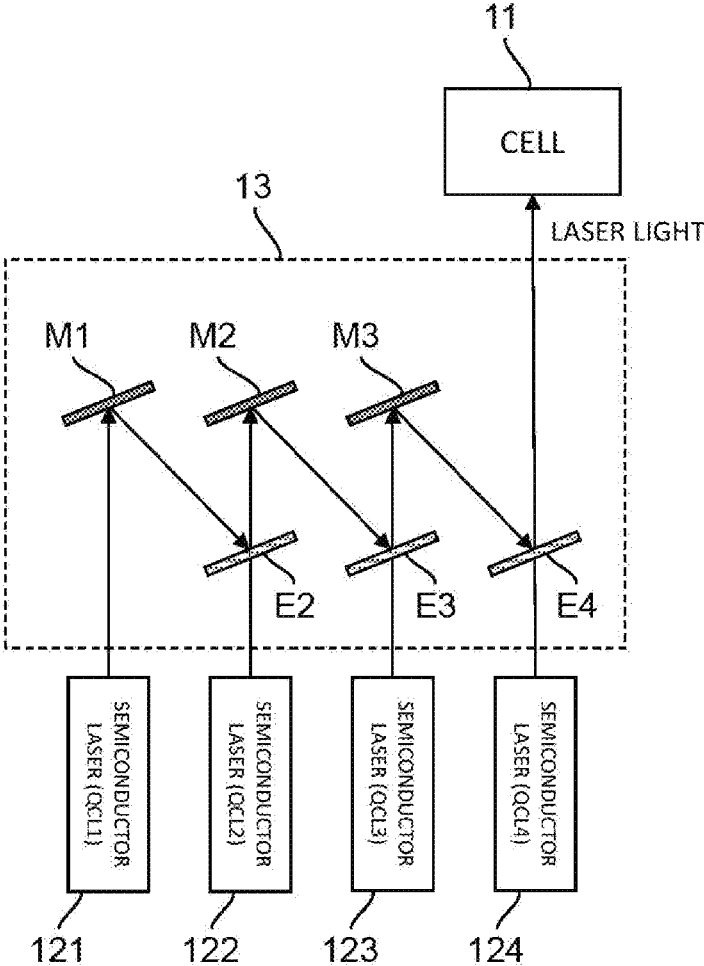 11
CELL
13
LASER LIGHT
M1
M2
M3
E2
E3
E4
SEMICONDUCTOR
LASER (QCL1)
SEMICONDUCTOR
LASER (QCL2)
SEMICONDUCTOR
LASER (QCL3)
SEMICONDUCTOR
LASER (QCL4)
121
122
123
124